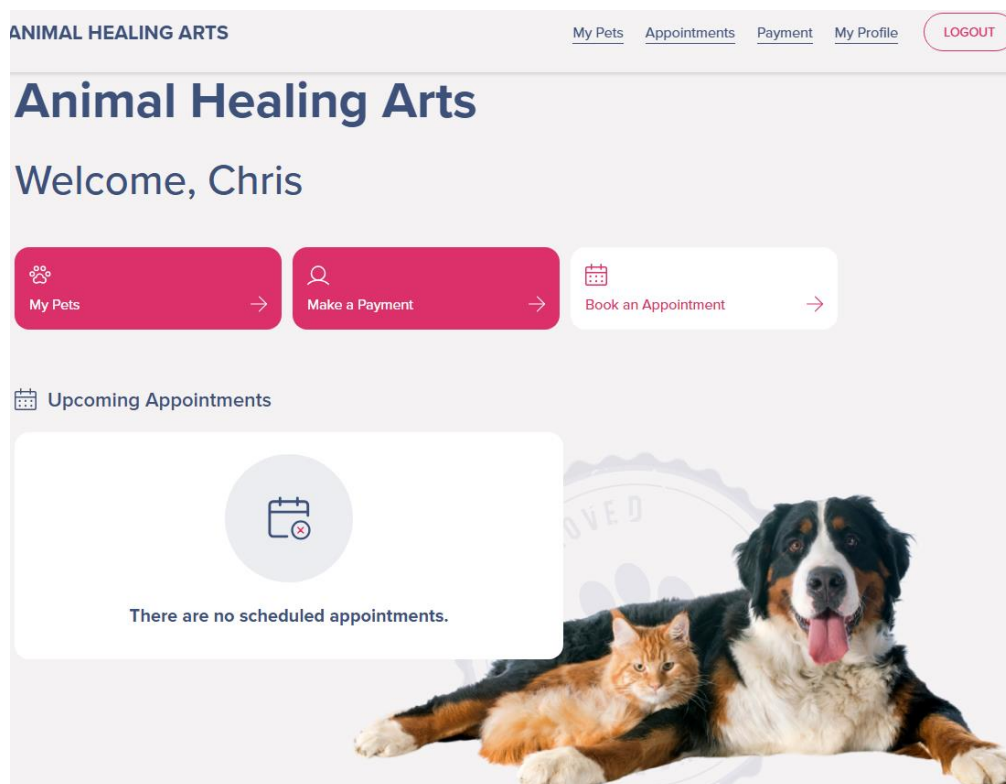 ANIMAL HEALING ARTS
My Pets Appointments Payment My Profile LOGOUT
Animal Healing Arts
Welcome, Chris
My Pets Make a Payment Book an Appointment
Upcoming Appointments
There are no scheduled appointments.